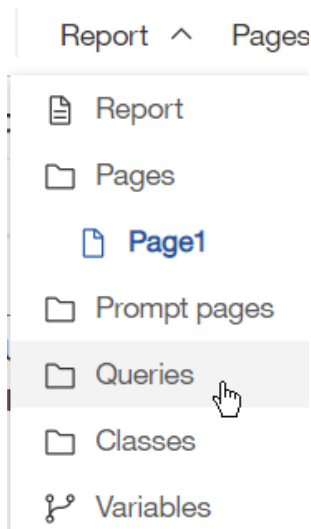 Report Pages
Report
Pages
Page1
Prompt pages
Queries
Classes
Variables